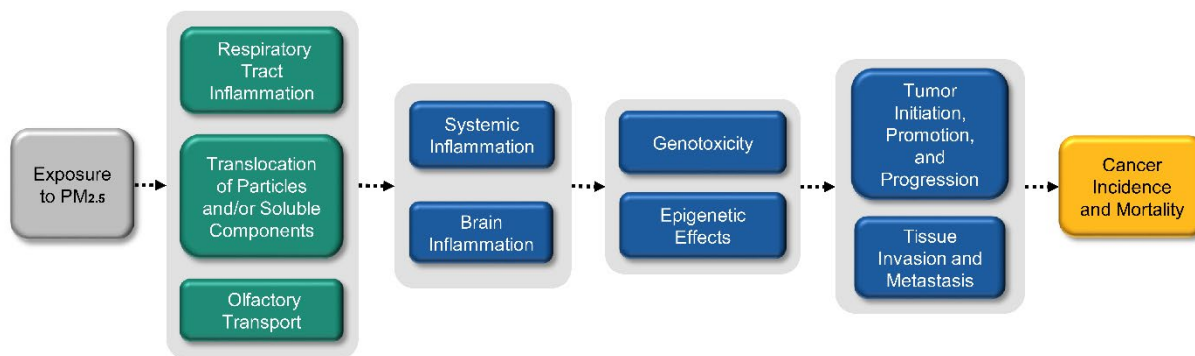 Exposure
to PM2.5
Respiratory
Tract
Inflammation
Translocation
of Particles
and/or Soluble
Components
Olfactory
Transport
Systemic
Inflammation
Brain
Inflammation
Genotoxicity
Epigenetic
Effects
Tumor
Initiation,
Promotion,
and
Progression
Tissue
Invasion and
Metastasis
Cancer
Incidence
and Mortality